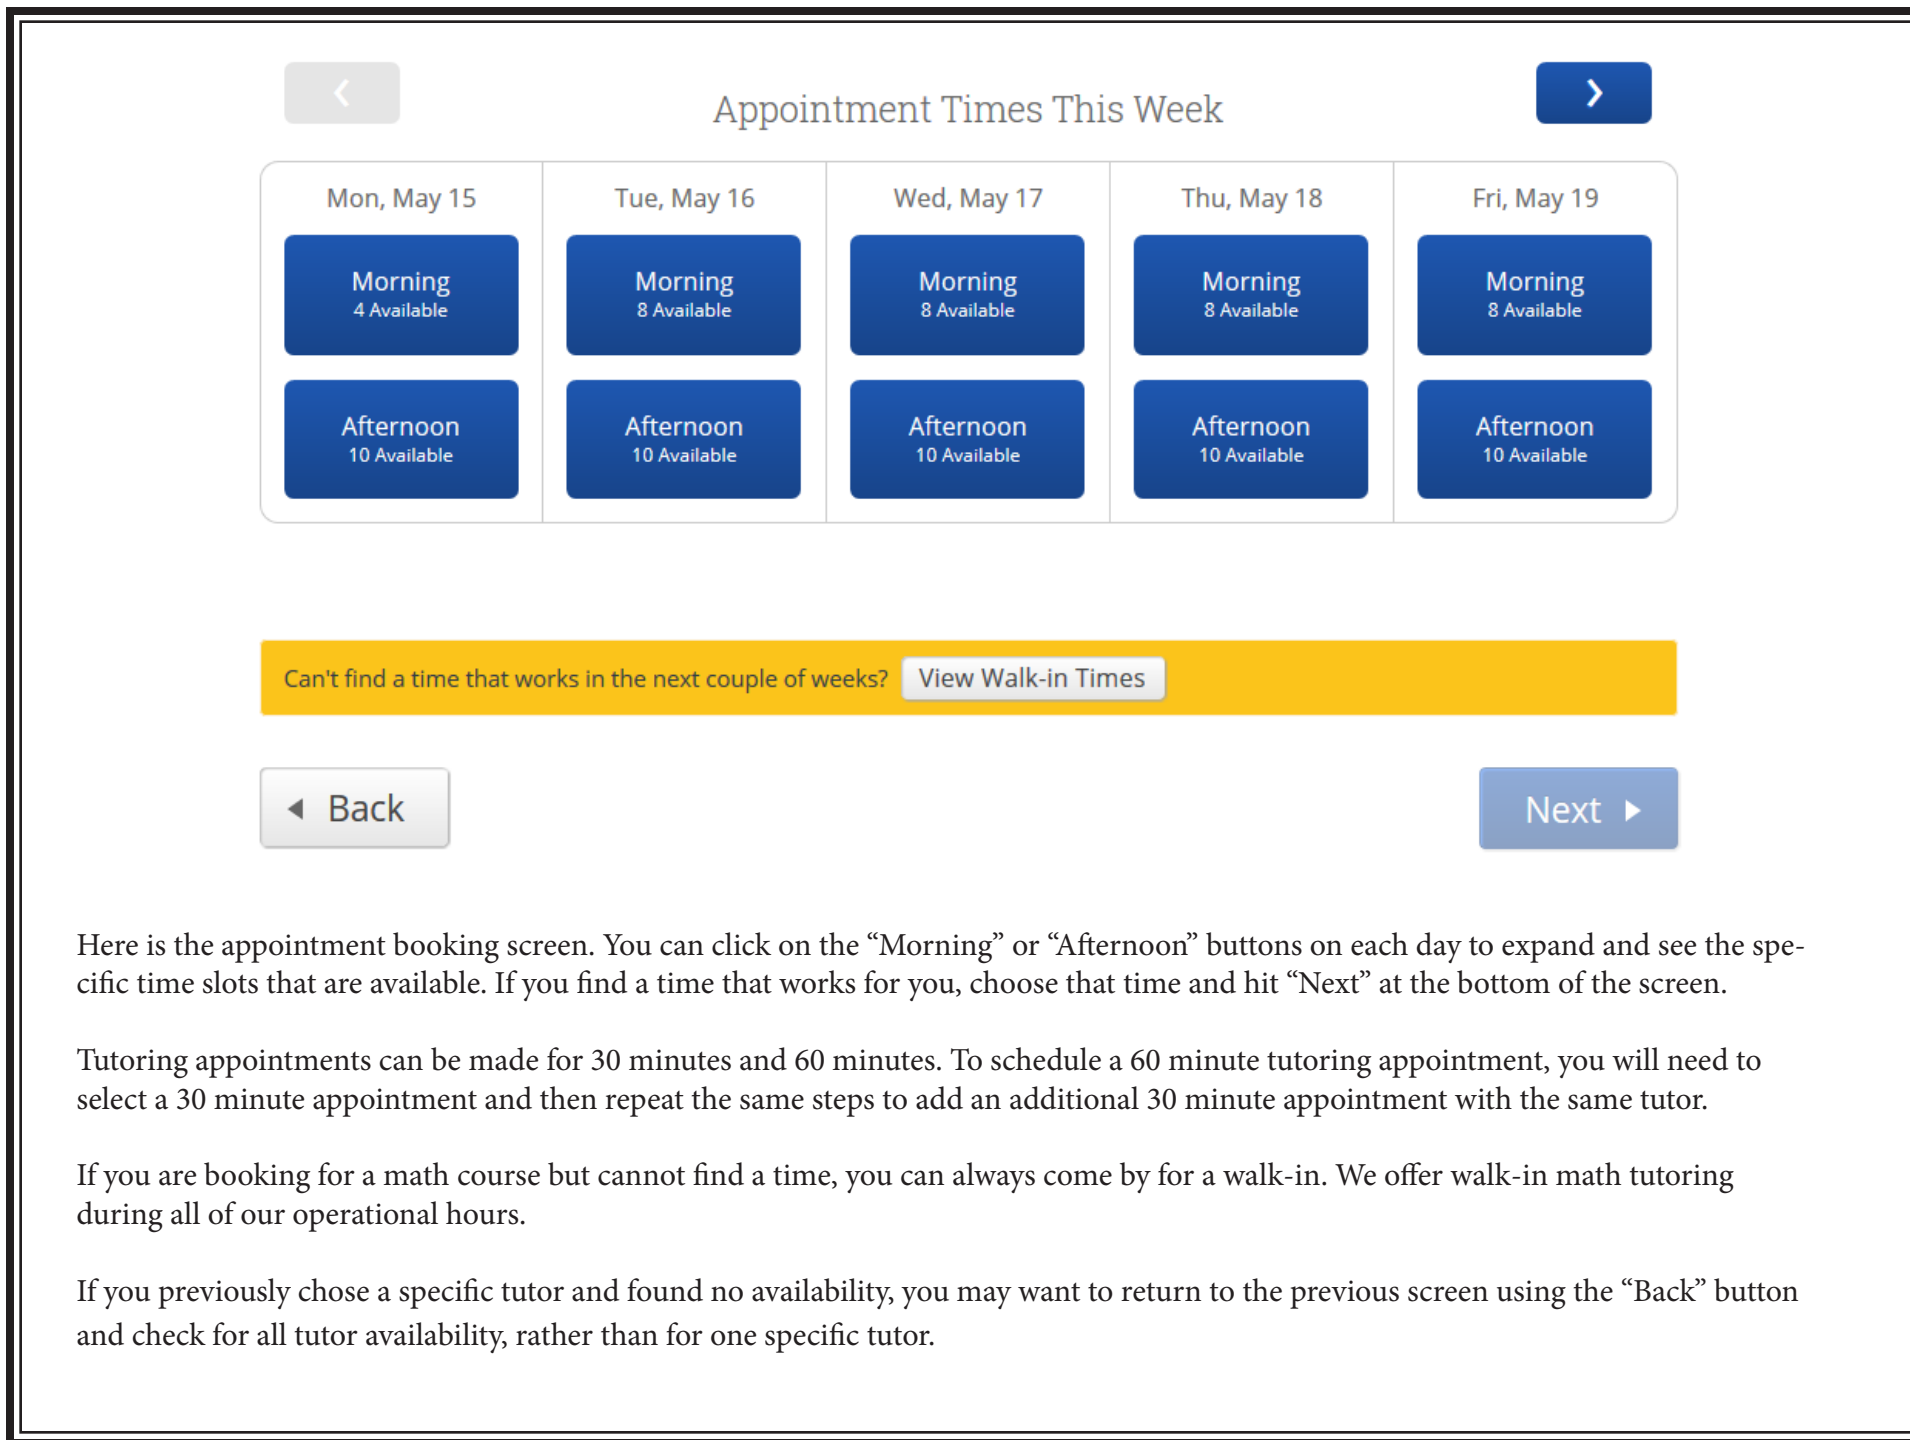 Appointment Times This Week
Mon, May 15
Tue, May 16
Wed, May 17
Thu, May 18
Fri, May 19
Morning
4 Available
Morning
8 Available
Morning
8 Available
Morning
8 Available
Morning
8 Available
Afternoon
10 Available
Afternoon
10 Available
Afternoon
10 Available
Afternoon
10 Available
Afternoon
10 Available
Can't find a time that works in the next couple of weeks? View Walk-in Times
Back
Next
Here is the appointment booking screen. You can click on the “Morning” or “Afternoon” buttons on each day to expand and see the spe-
cific time slots that are available. If you find a time that works for you, choose that time and hit “Next” at the bottom of the screen.
Tutoring appointments can be made for 30 minutes and 60 minutes. To schedule a 60 minute tutoring appointment, you will need to
select a 30 minute appointment and then repeat the same steps to add an additional 30 minute appointment with the same tutor.
If you are booking for a math course but cannot find a time, you can always come by for a walk-in. We offer walk-in math tutoring
during all of our operational hours.
If you previously chose a specific tutor and found no availability, you may want to return to the previous screen using the “Back” button
and check for all tutor availability, rather than for one specific tutor.